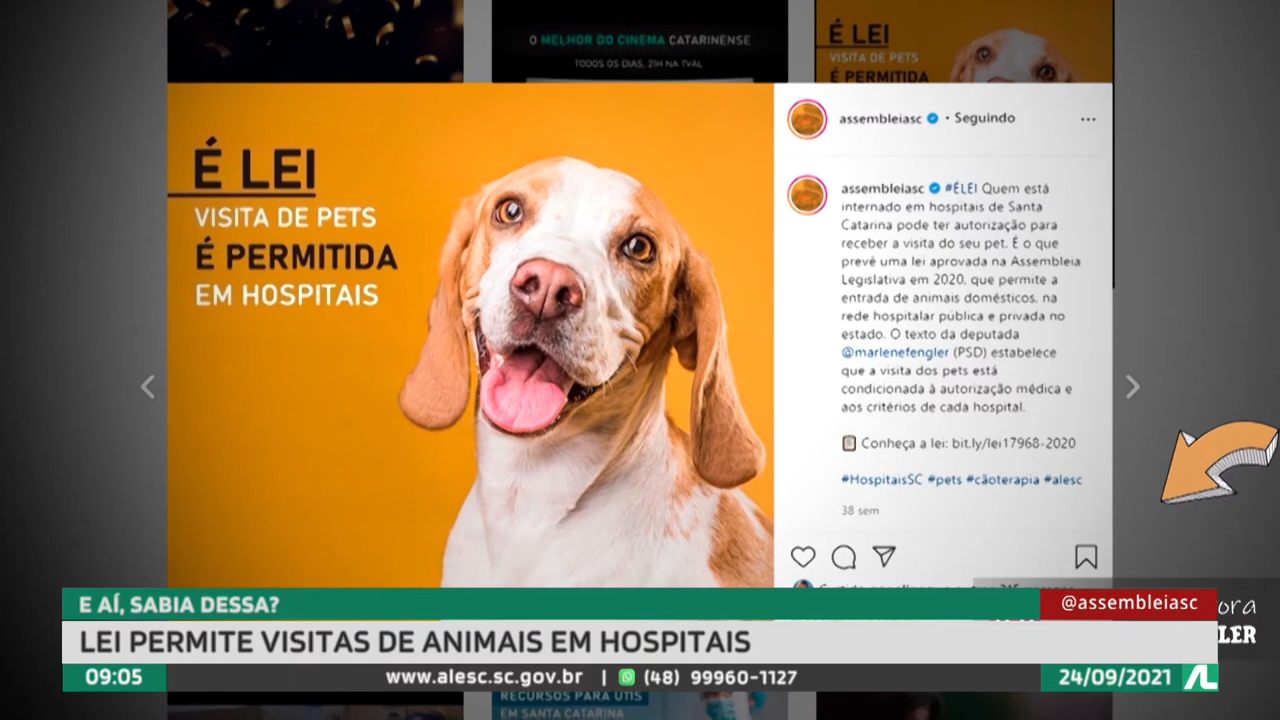 O MELHOR DO CINEMA CATARINENSE
TODOS OS DIAS, 21H NA TVAL
É LEI
VISITA DE PETS
É PERMITIDA
É LEI
VISITA DE PETS
É PERMITIDA
EM HOSPITAIS
assembleiasc • Seguindo
assembleiasc #ÉLEI Quem está
internado em hospitais de Santa
Catarina pode ter autorização para
receber a visita do seu pet. É o que
prevê uma lei aprovada na Assembleia
Legislativa em 2020, que permite a
entrada de animais domésticos, na
rede hospitalar pública e privada no
estado. O texto da deputada
@marlenefengler (PSD) estabelece
que a visita dos pets está
condicionada à autorização médica e
aos critérios de cada hospital.
Conheça a lei: bit.ly/lei17968-2020
#HospitaisSC #pets #cãoterapia #alesc
38 sem
E AÍ, SABIA DESSA?
@assembleiasc
ora
LER
LEI PERMITE VISITAS DE ANIMAIS EM HOSPITAIS
09:05
www.alesc.sc.gov.br | (48) 99960-1127
24/09/2021
RECURSOS PARA UTIS
EM SANTA CATARINA